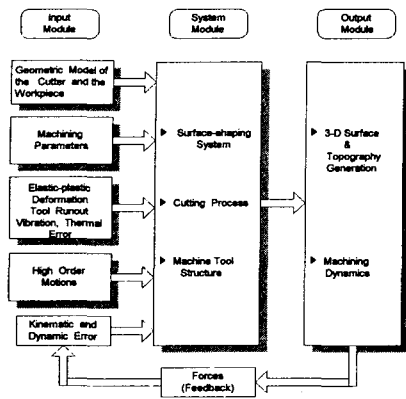 Input
Module
System
Module
Output
Module
Geometric Model of
the Cutter and the
Workpiece
Machining
Parameters
Elastic-plastic
Deformation
Tool Runout
Vibration, Thermal
Error
High Order
Motions
Kinematic and
Dynamic Error
Surface-shaping
System
Cutting Process
Machine Tool
Structure
3-D Surface
&
Topography
Generation
Machining
Dynamics
Forces
(Feedback)